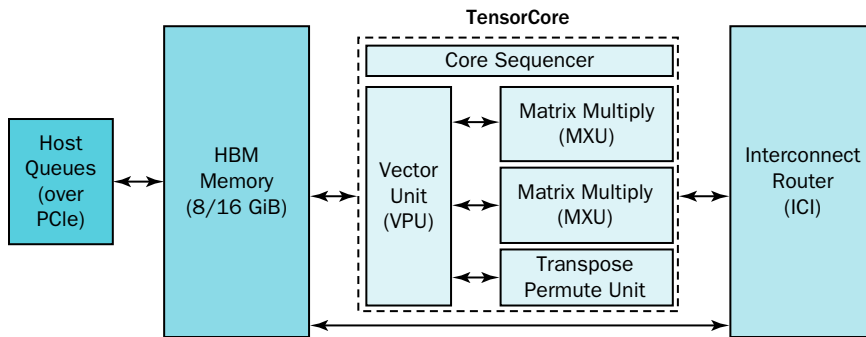 TensorCore
Core Sequencer
Host
Queues
(over
PCIe)
HBM
Memory
(8/16 GiB)
Vector
Unit
(VPU)
Matrix Multiply
(MXU)
Matrix Multiply
(MXU)
Transpose
Permute Unit
Interconnect
Router
(ICI)